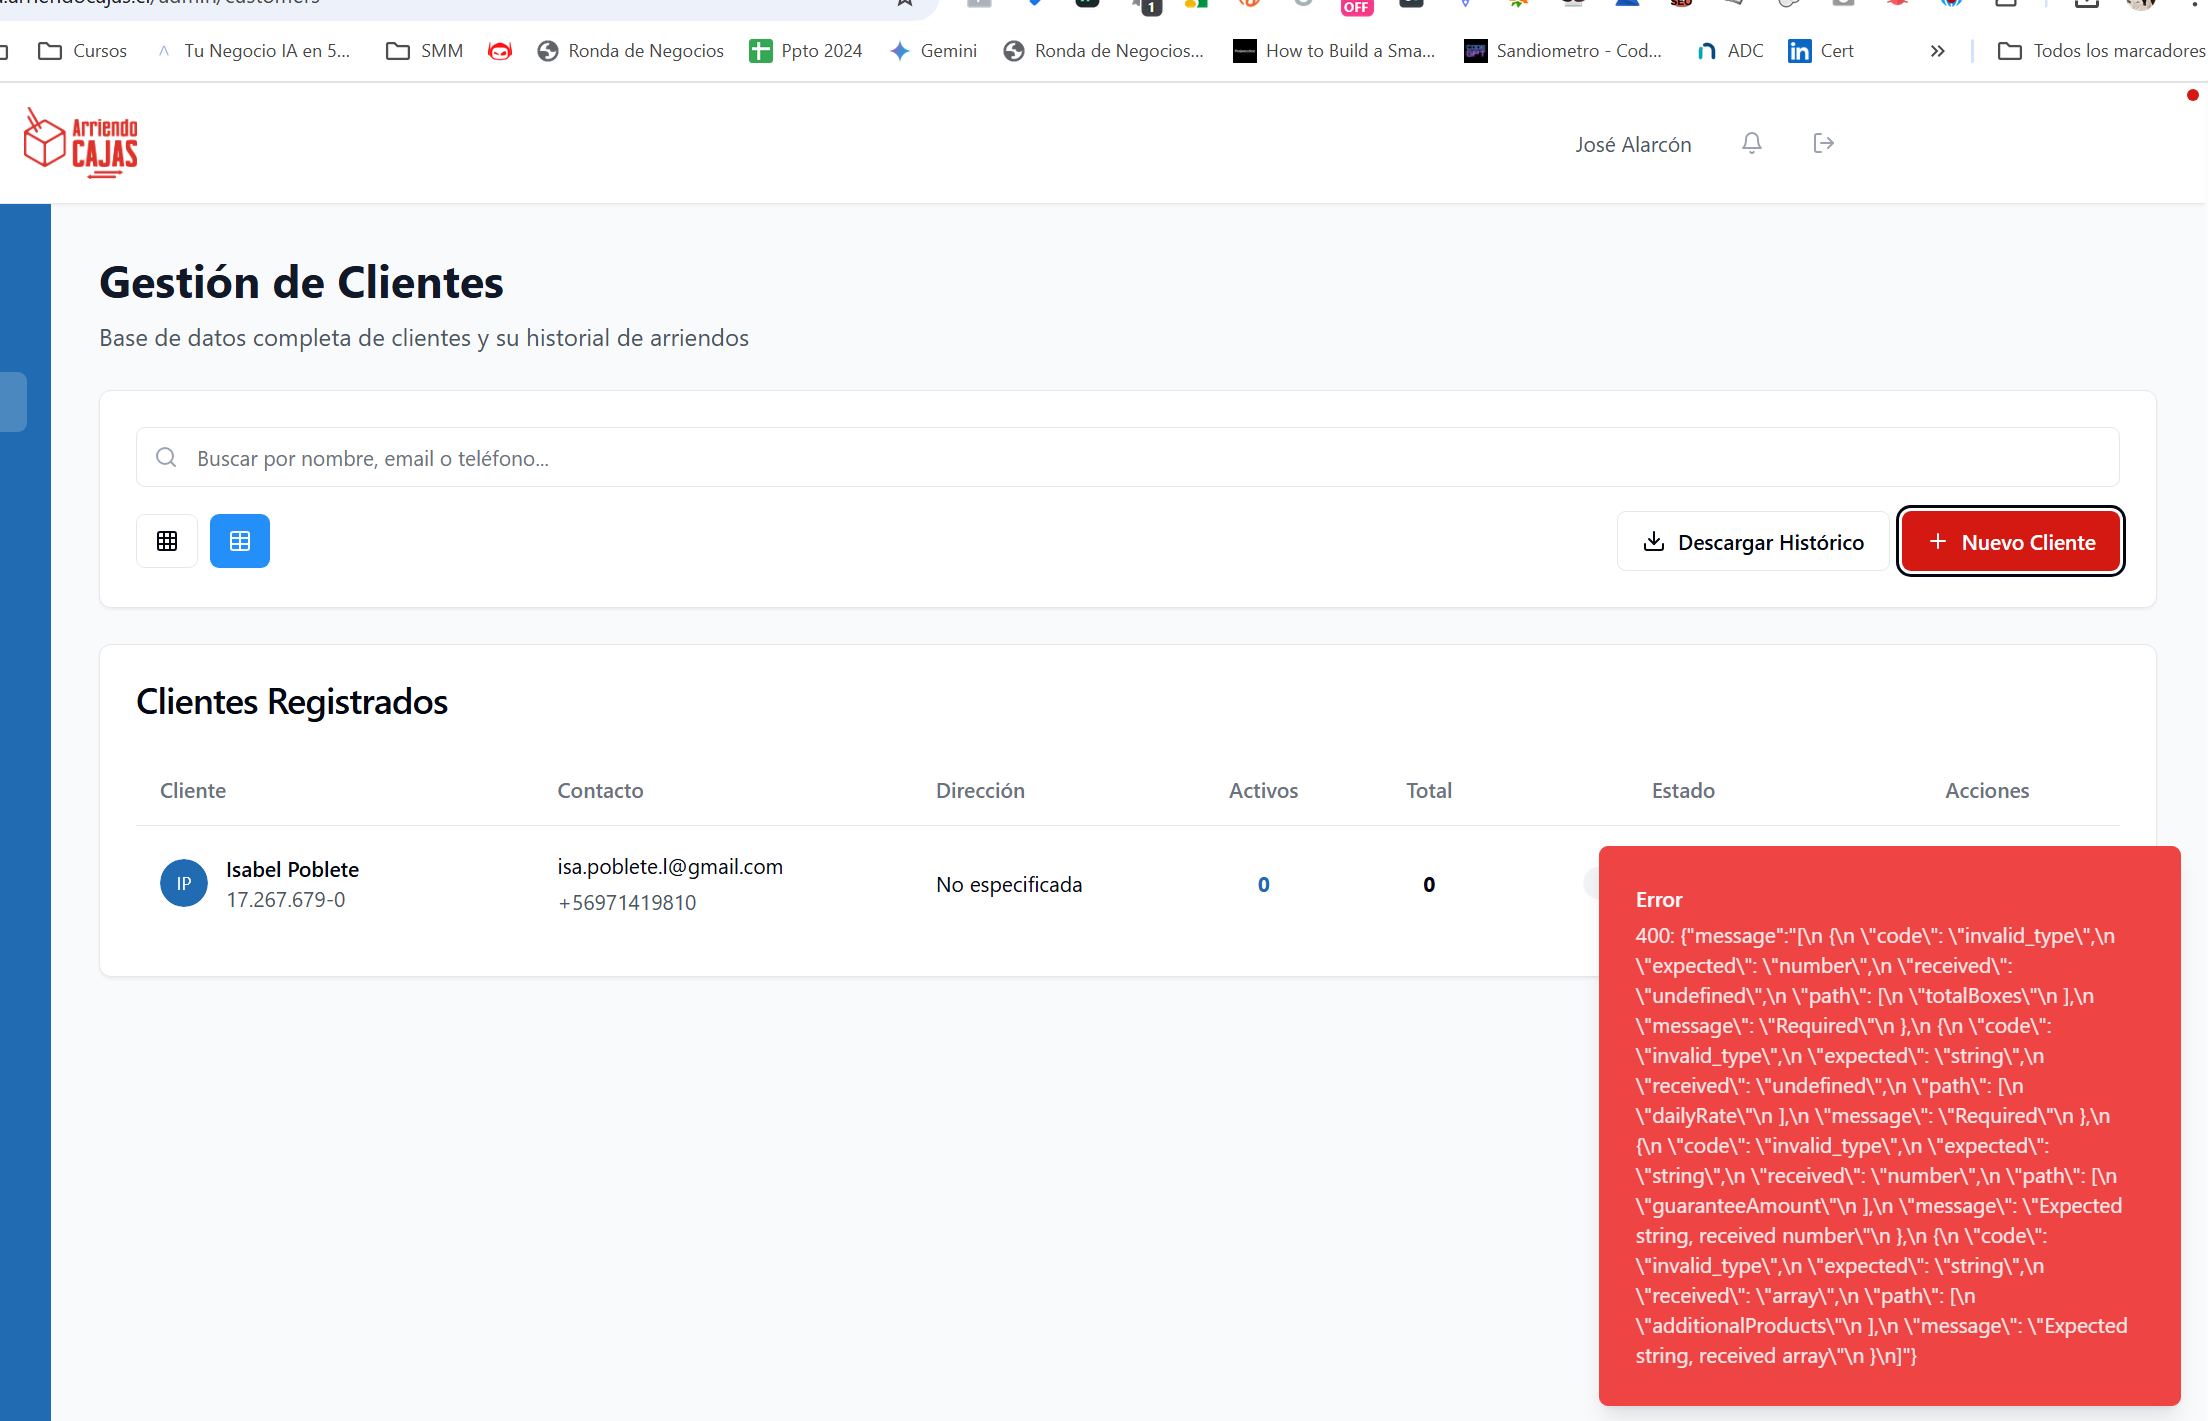 Cursos
Tu Negocio IA en 5...
SMM
Ronda de Negocios
Ppto 2024
Gemini
Ronda de Negocios...
How to Build a Sma...
Sandiometro - Cod...
ADC
Cert
Todos los marcadores
1
OFF
Arriendo
CAJAS
José Alarcón
Gestión de Clientes
Base de datos completa de clientes y su historial de arriendos
Buscar por nombre, email o teléfono...
Descargar Histórico
Nuevo Cliente
Clientes Registrados
Cliente Contacto Dirección Activos Total Estado Acciones
IP
Isabel Poblete
17.267.679-0
isa.poblete.l@gmail.com
+56971419810
No especificada
0
0
Error
400: {"message":"[\n {\n \"code\": \"invalid_type\",\n
\"expected\": \"number\",\n \"received\":
\"undefined\",\n \"path\": [\n \"totalBoxes\"\n ],\n
\"message\": \"Required\"\n },\n {\n \"code\":
\"invalid_type\",\n \"expected\": \"string\",\n
\"received\": \"undefined\",\n \"path\": [\n
\"dailyRate\"\n ],\n \"message\": \"Required\"\n },\n
{\n \"code\": \"invalid_type\",\n \"expected\":
\"string\",\n \"received\": \"number\",\n \"path\": [\n
\"guaranteeAmount\"\n ],\n \"message\": \"Expected
string, received number\"\n },\n {\n \"code\":
\"invalid_type\",\n \"expected\": \"string\",\n
\"received\": \"array\",\n \"path\": [\n
\"additionalProducts\"\n ],\n \"message\": \"Expected
string, received array\"\n }\n]"}